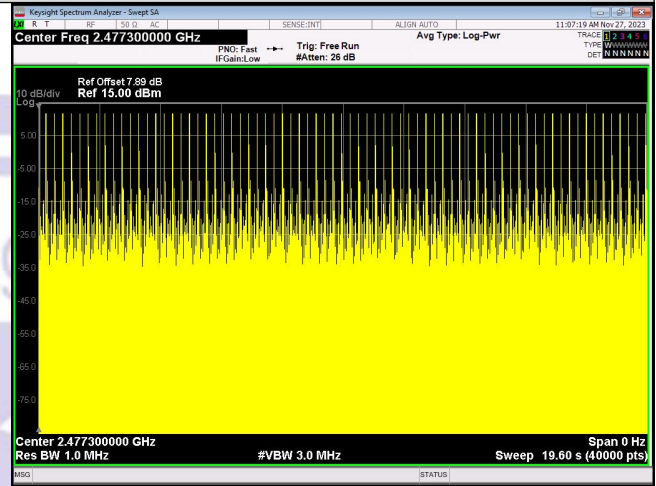 Keysight Spectrum Analyzer - Swept SA
LXI R T RF 50 Ω AC SENSE:INT ALIGN AUTO 11:07:19 AM Nov 27, 2023
Center Freq 2.477300000 GHz Avg Type: Log-Pwr TRACE 1 2 3 4 5 6
PNO: Fast Trig: Free Run TYPE WWWWWW
IFGain:Low #Atten: 26 dB DET N N N N N N
Ref Offset 7.89 dB
10 dB/div Ref 15.00 dBm
Log
5.00
-5.00
-15.0
-25.0
-35.0
-45.0
-55.0
-65.0
-75.0
Center 2.477300000 GHz Span 0 Hz
Res BW 1.0 MHz #VBW 3.0 MHz Sweep 19.60 s (40000 pts)
MSG STATUS